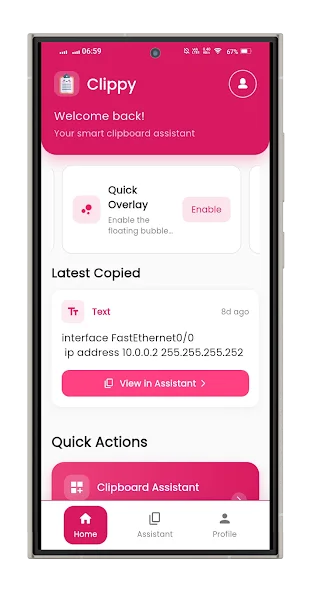 06:59
67%
Clippy
Welcome back!
Your smart clipboard assistant
Quick
Overlay
Enable the
floating bubble...
Enable
Latest Copied
Text
8d ago
interface FastEthernet0/0
ip address 10.0.0.2 255.255.255.252
View in Assistant
Quick Actions
Clipboard Assistant
Home
Assistant
Profile